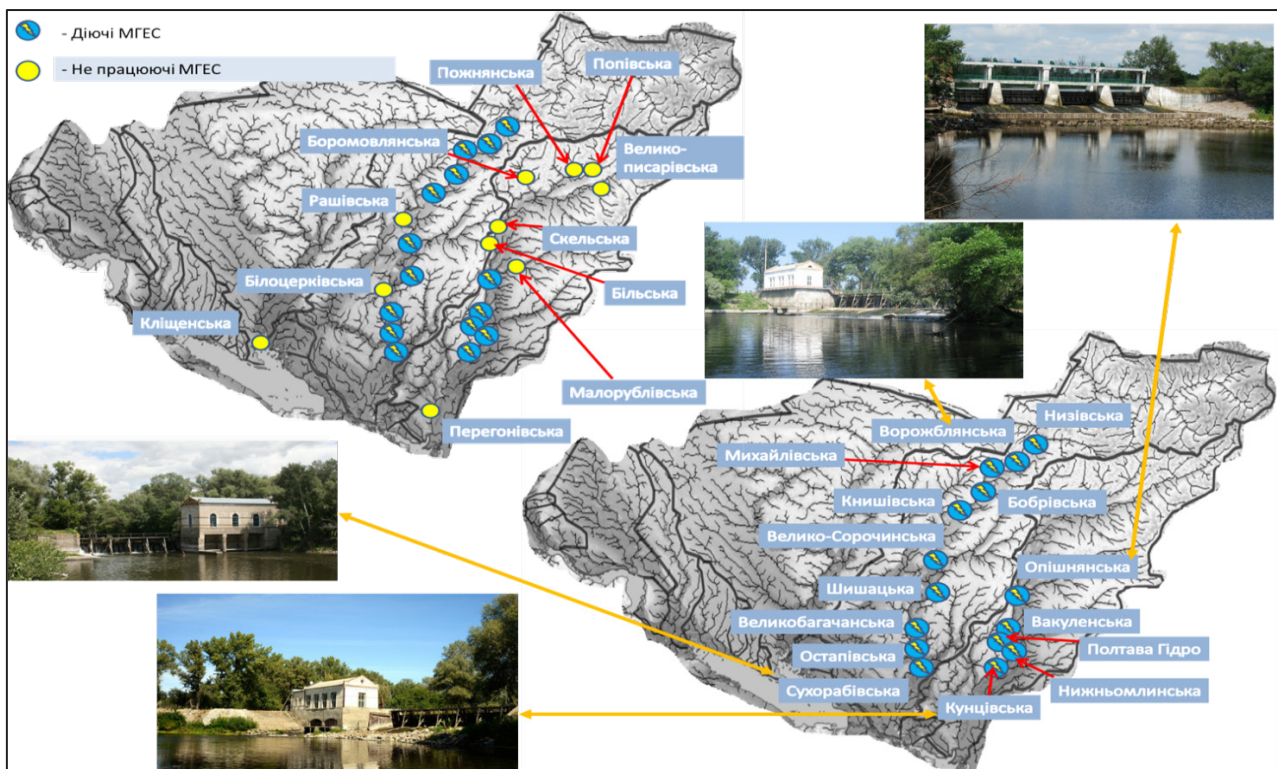 - Діючі МГЕС
- Не працюючі МГЕС
Пожнянська
Попівська
Боромовлянська
Велико-
писарівська
Рашівська
Скельська
Білоцерківська
Більська
Кліщенська
Малорублівська
Перегонівська
Ворожблянська
Низівська
Михайлівська
Книшівська
Бобрівська
Велико-Сорочинська
Опішнянська
Шишацька
Великобагачанська
Вакуленська
Остапівська
Полтава Гідро
Сухорабівська
Нижньомлинська
Кунцівська